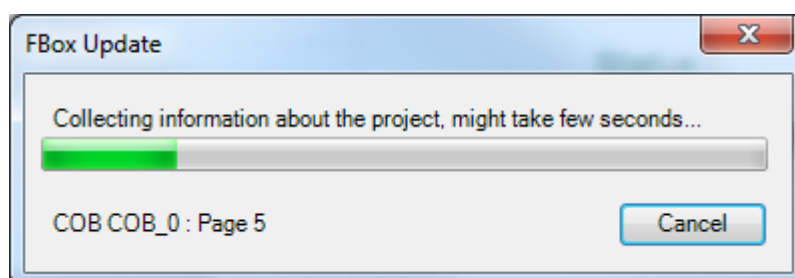 FBox Update
Collecting information about the project, might take few seconds...
COB COB_0 : Page 5
Cancel